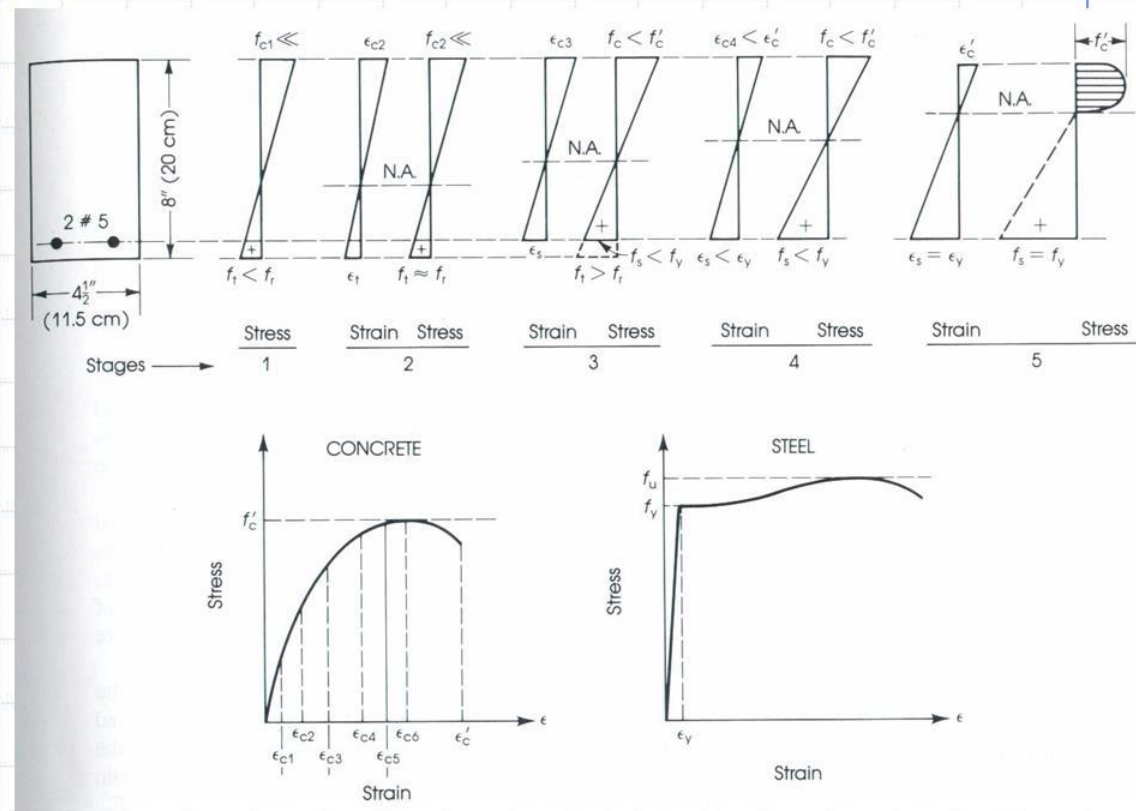 f_c1 ≪ ϵ_c2 f_c2 ≪ ϵ_c3 f_c < f′_c ϵ_c4 < ϵ′_c f_c < f′_c ϵ′_c f′_c
8″ (20 cm)
N.A. N.A. N.A. N.A.
2 # 5
+ + + + +
f_t < f_r ϵ_t f_t ≈ f_r ϵ_s f_t > f_r f_s < f_y ϵ_s < ϵ_y f_s < f_y ϵ_s = ϵ_y f_s = f_y
4½″
(11.5 cm)
Stress Strain Stress Strain Stress Strain Stress Strain Stress
Stages → 1 2 3 4 5
CONCRETE
f′_c
Stress
ϵ_c1 ϵ_c2 ϵ_c3 ϵ_c4 ϵ_c5 ϵ_c6 ϵ′_c ϵ
Strain
STEEL
f_u
f_y
Stress
ϵ_y ϵ
Strain